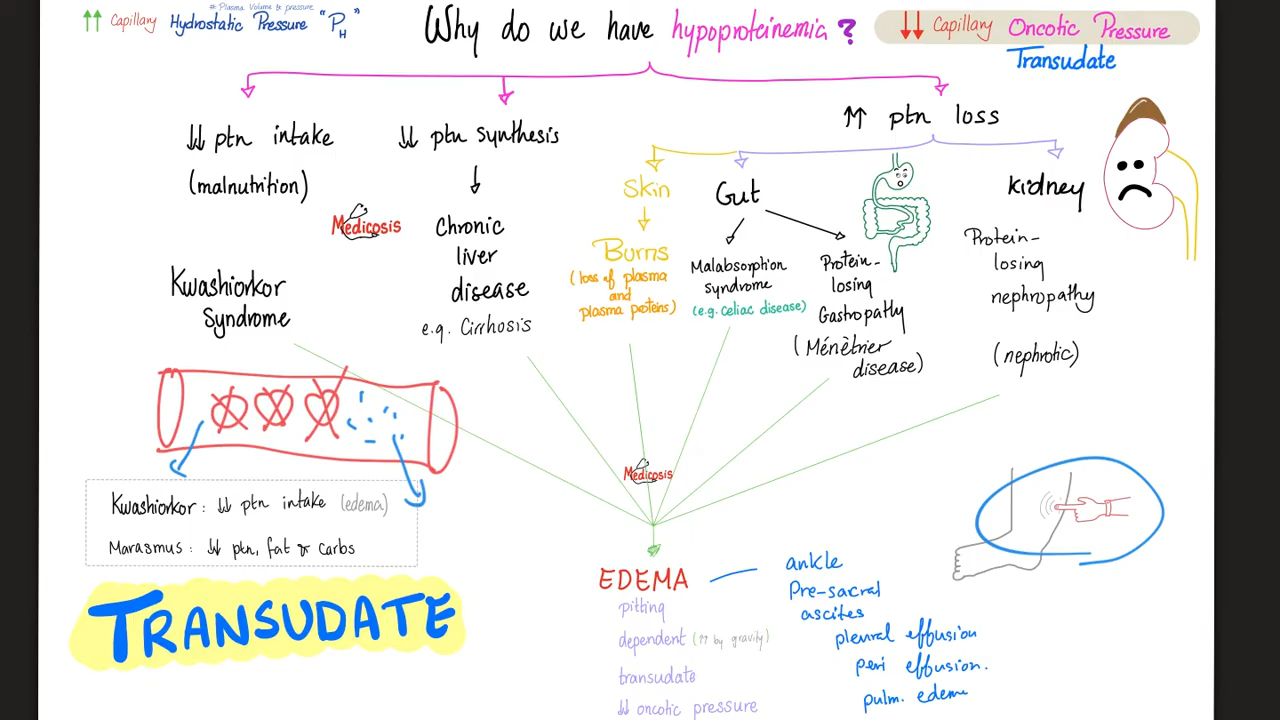 ↑↑ Capillary Hydrostatic Pressure "P_H"
# Plasma Volume & pressure
Why do we have hypoproteinemia?
↓↓ Capillary Oncotic Pressure
Transudate
↓↓ ptn intake
(malnutrition)
Kwashiorkor
Syndrome
↓↓ ptn synthesis
Chronic
liver
disease
e.g. Cirrhosis
Medicosis
↑↑ ptn loss
Skin
Burns
(loss of plasma
and
plasma proteins)
Gut
Malabsorption
syndrome
(e.g. celiac disease)
Protein-
losing
Gastropathy
(Ménètrier
disease)
Kidney
Protein-
losing
nephropathy
(nephrotic)
Kwashiorkor: ↓↓ ptn intake (edema)
Marasmus: ↓↓ ptn, fat & carbs
TRANSUDATE
Medicosis
EDEMA
pitting
dependent (↑↑ by gravity)
transudate
↓↓ oncotic pressure
ankle
Pre-sacral
ascites
pleural effusion
peri effusion.
pulm. edema